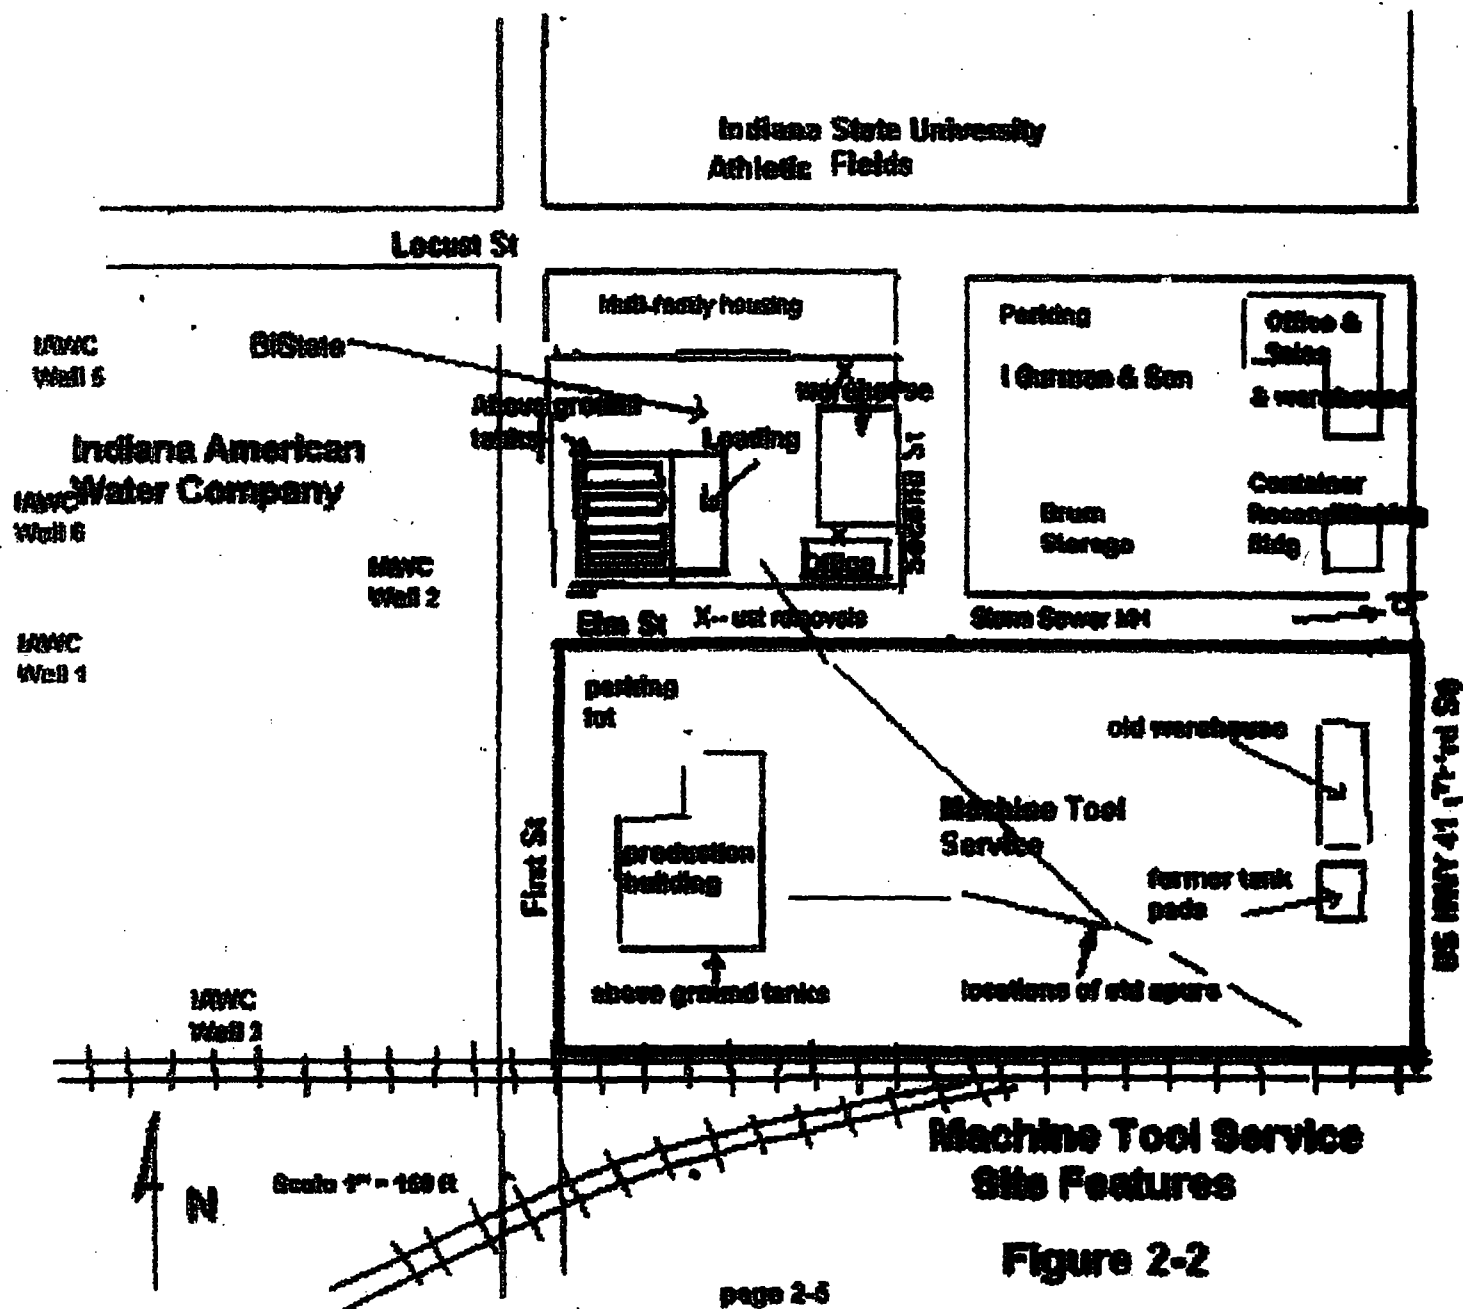 Indiana State University
Athletic Fields
Locust St
Multi-family housing
BiState
IAWC
Well 5
Above ground
tanks
warehouse
Loading
Parking
I Gurman & Son
Office &
Sales
& warehouse
Indiana American
Water Company
IAWC
Well 6
IAWC
Well 2
IAWC
Well 1
Second St
Office
Drum
Storage
Container
Reconditioning
Bldg
Elm St
X-- ust removals
Storm Sewer MH
parking
lot
old warehouse
Machine Tool
Service
production
building
First St
former tank
pads
US HWY 41
above ground tanks
locations of old spurs
IAWC
Well 3
N
Machine Tool Service
Site Features
Figure 2-2
page 2-5